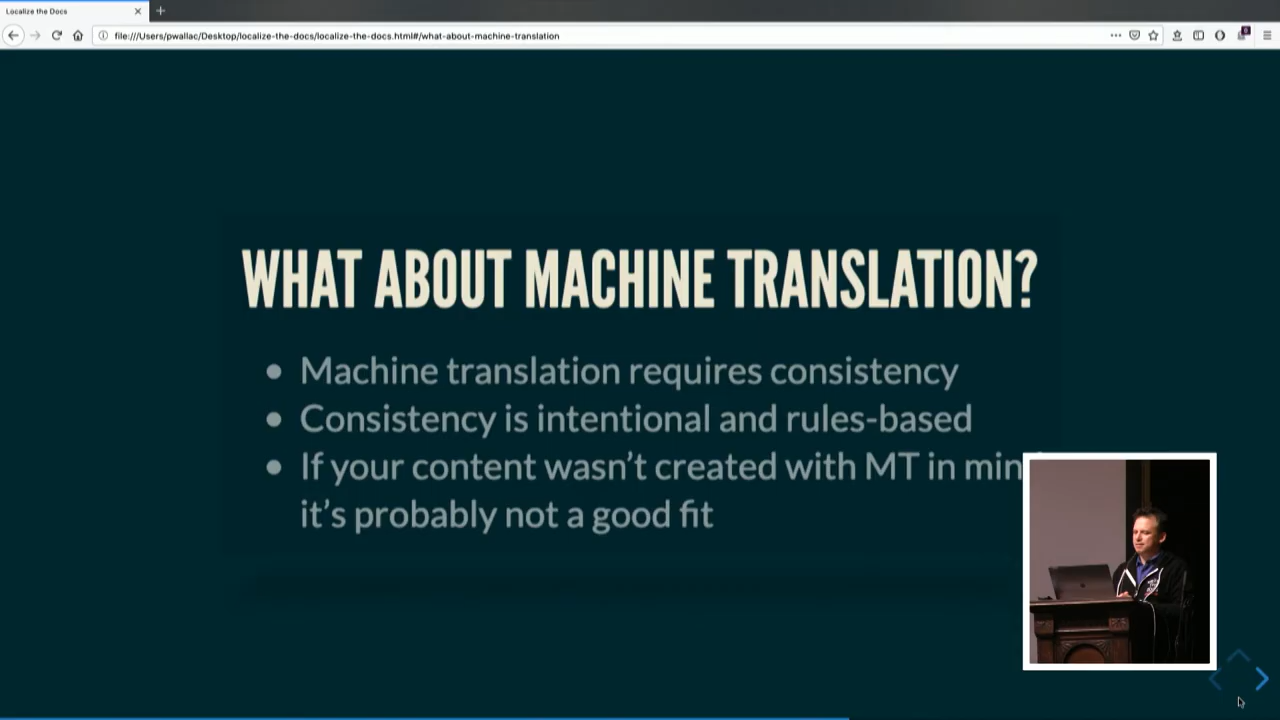 Localize the Docs
file:///Users/pwallac/Desktop/localize-the-docs/localize-the-docs.html#/what-about-machine-translation
WHAT ABOUT MACHINE TRANSLATION?
Machine translation requires consistency
Consistency is intentional and rules-based
If your content wasn't created with MT in min
it's probably not a good fit